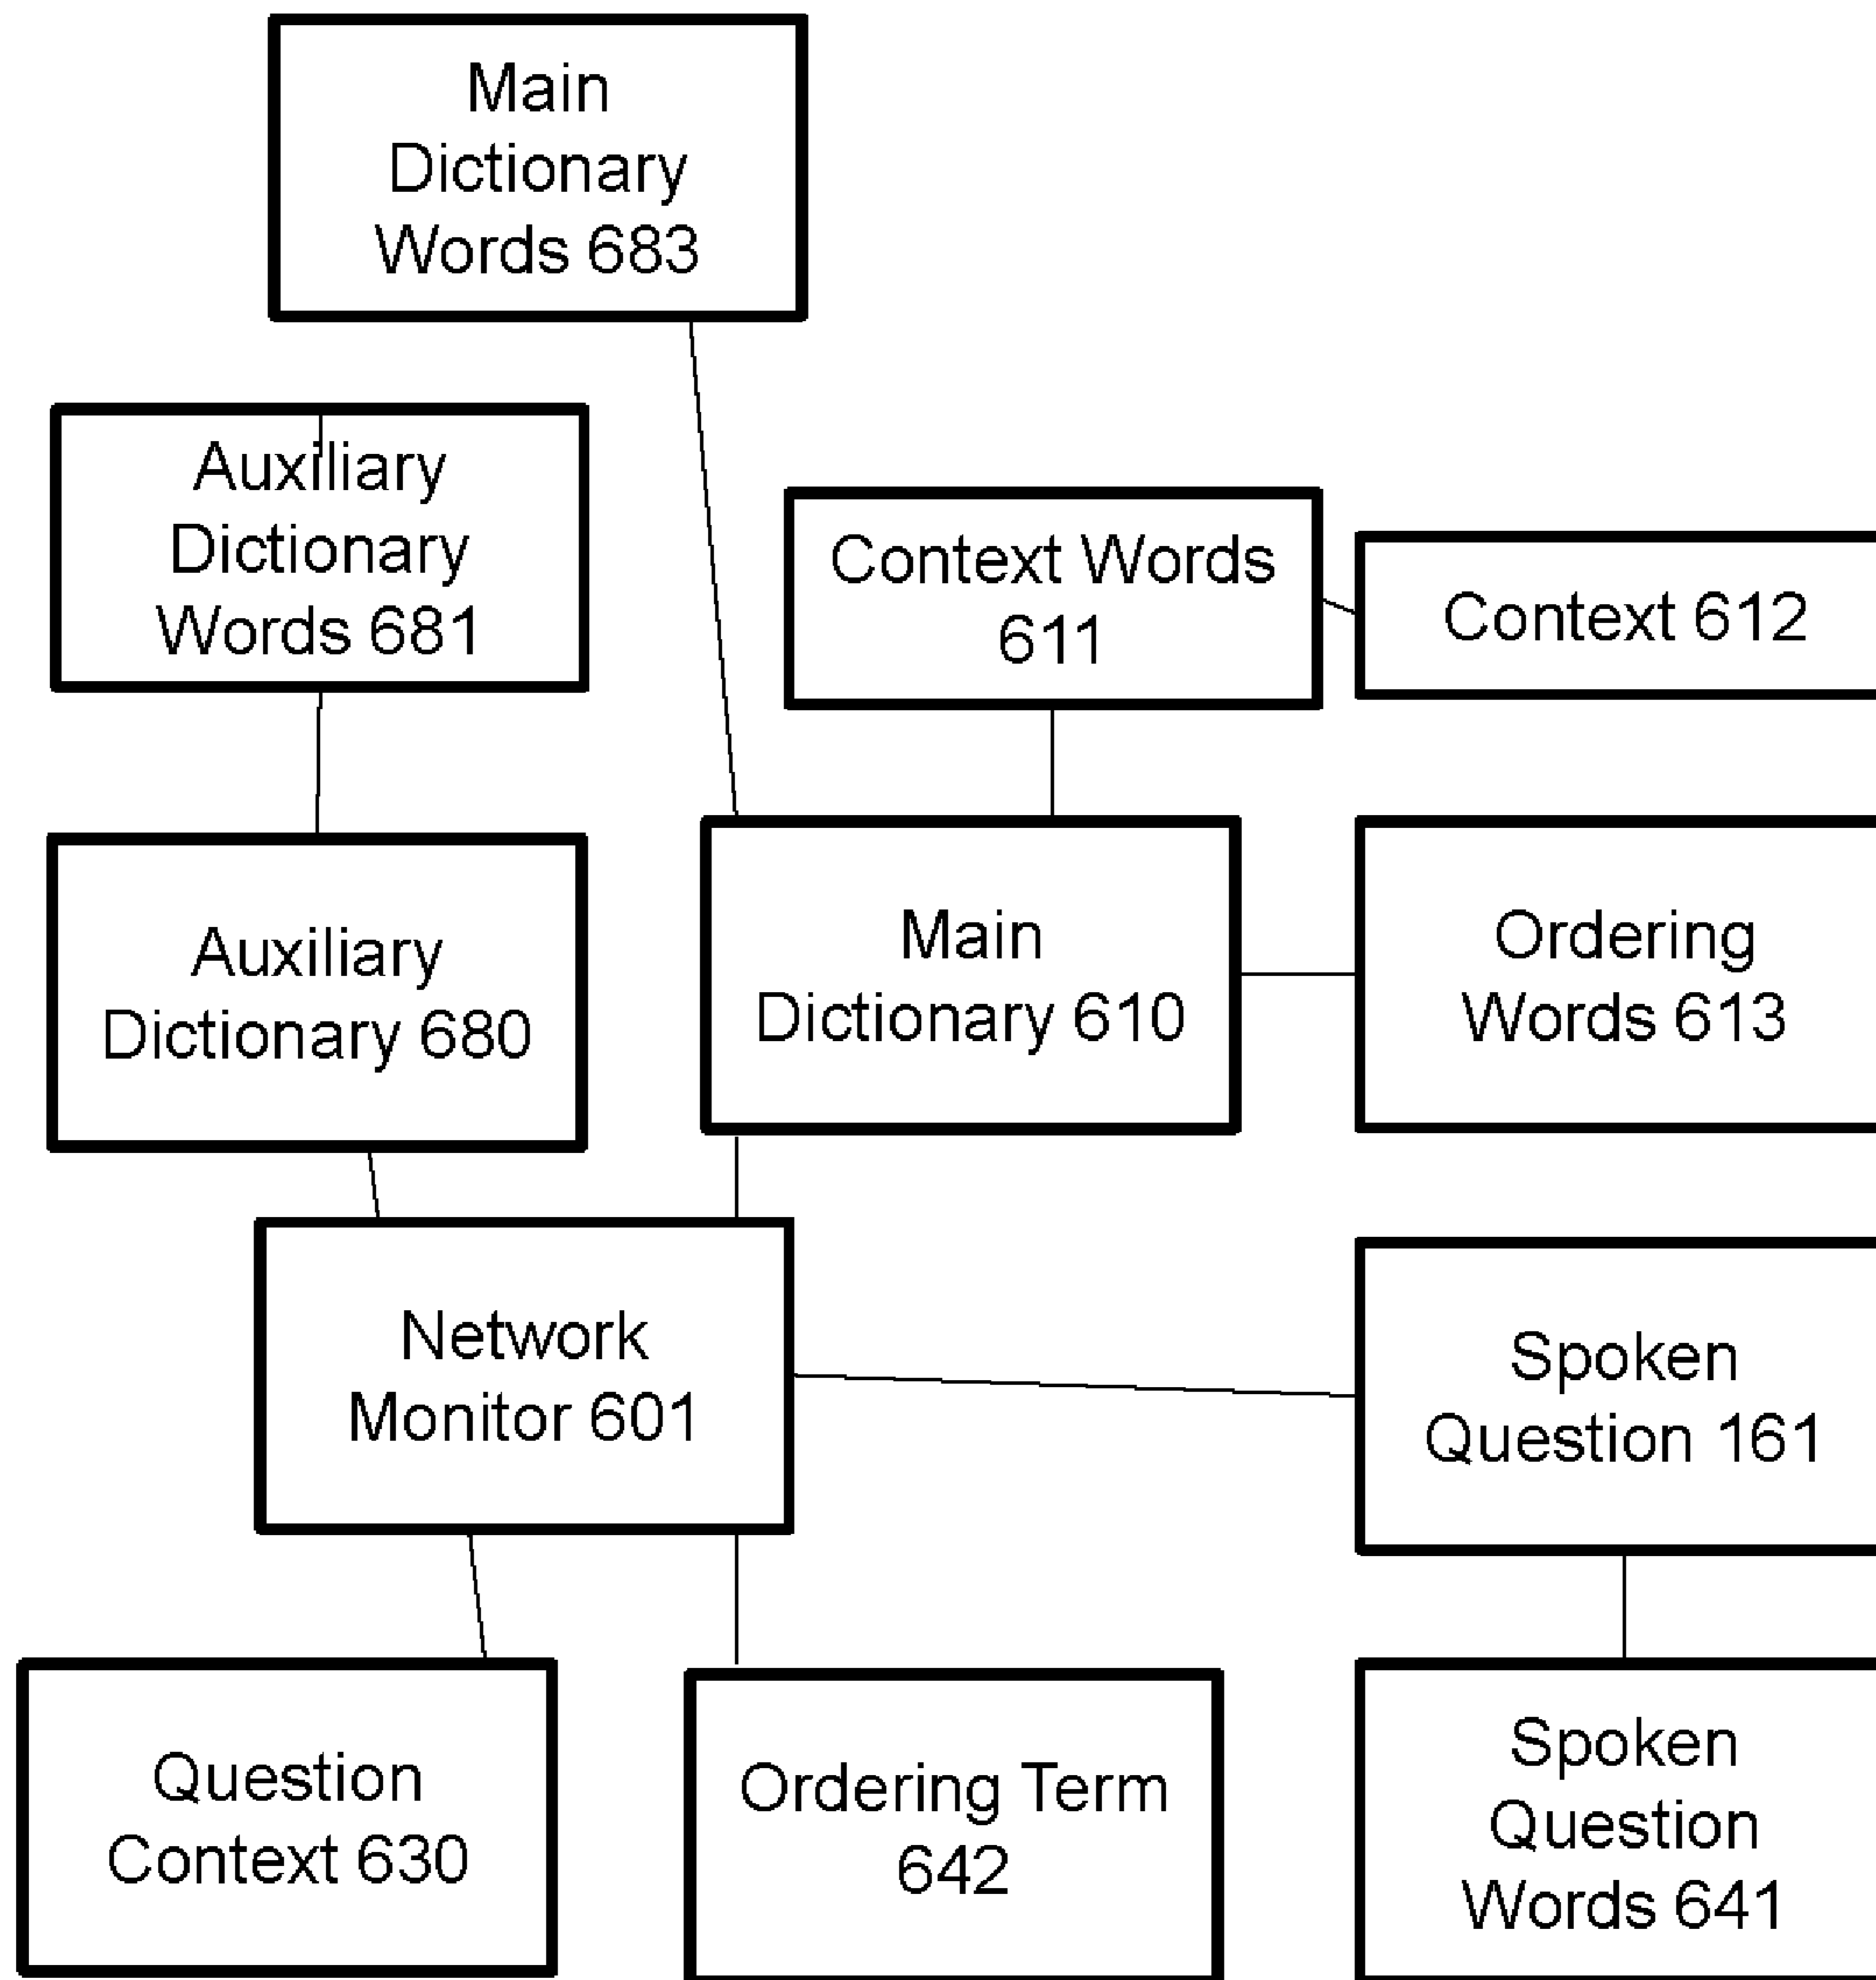 Main
Dictionary
Words 683
Auxiliary
Dictionary
Words 681
Context Words
611
Context 612
Auxiliary
Dictionary 680
Main
Dictionary 610
Ordering
Words 613
Network
Monitor 601
Spoken
Question 161
Question
Context 630
Ordering Term
642
Spoken
Question
Words 641